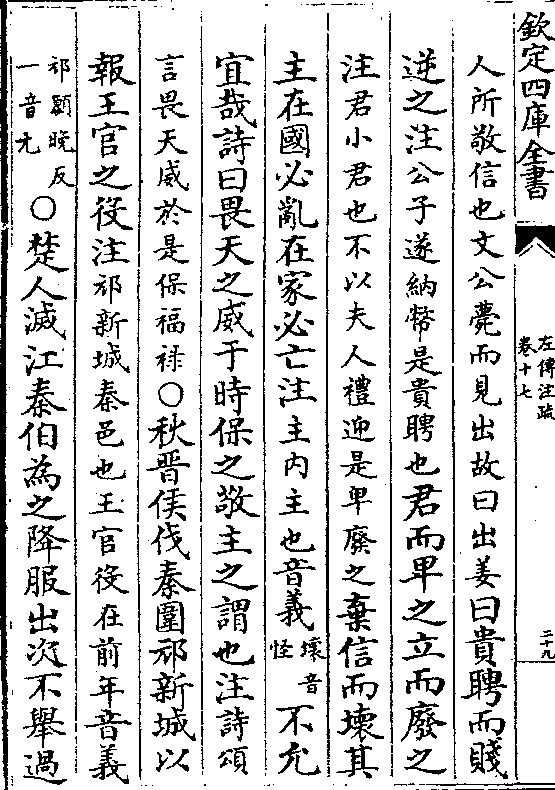 欽定四庫全書
左傳注疏
卷十七
二十九
人所敬信也文公薨而見出故曰出姜曰貴聘而賤
逆之注公子遂納幣是貴聘也君而卑之立而廢之
注君小君也不以夫人禮迎是卑廢之棄信而壞其
主在國必亂在家必亡注主内主也音義壞音怪不允
宜哉詩曰畏天之威于時保之敬主之謂也注詩頌
言畏天威於是保福禄○秋晉侯伐秦圍邧新城以
報王官之役注邧新城秦邑也王官役在前年音義
邧願晚反一音元○楚人滅江秦伯為之降服出次不舉過